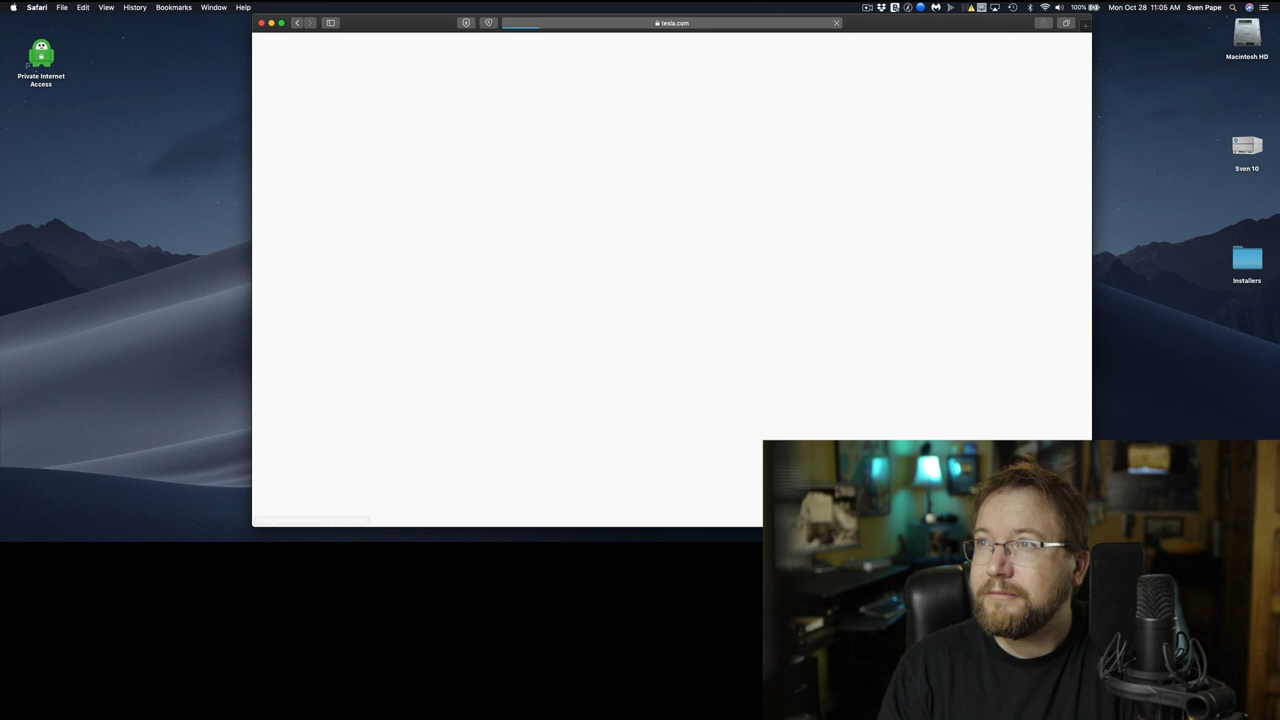 Safari File Edit View History Bookmarks Window Help
100% Mon Oct 28 11:05 AM Sven Pape
tesla.com
Private Internet
Access
Macintosh HD
Sven 10
Installers